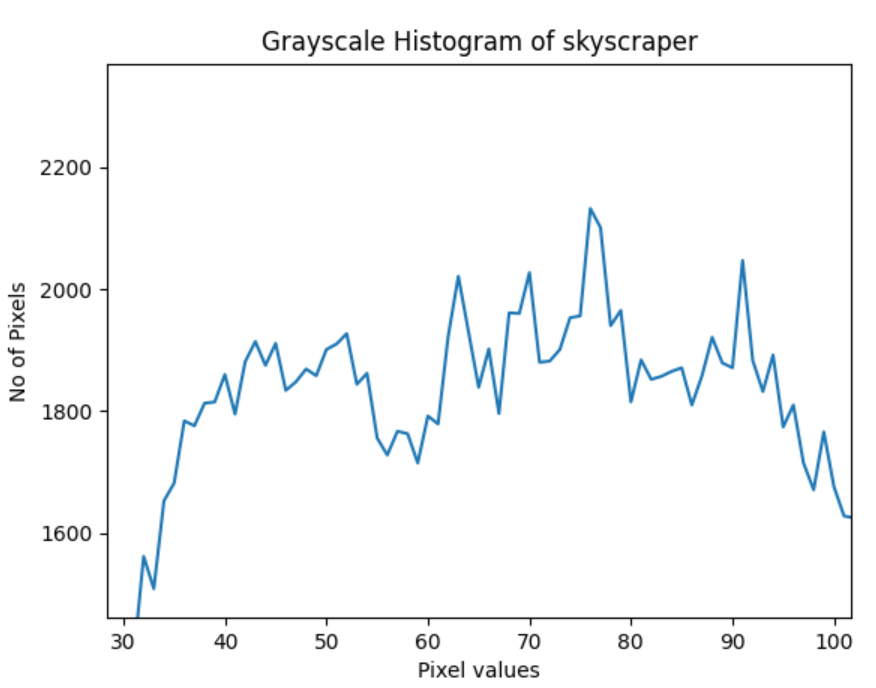 Grayscale Histogram of skyscraper
2200
2000
1800
1600
No of Pixels
30 40 50 60 70 80 90 100
Pixel values